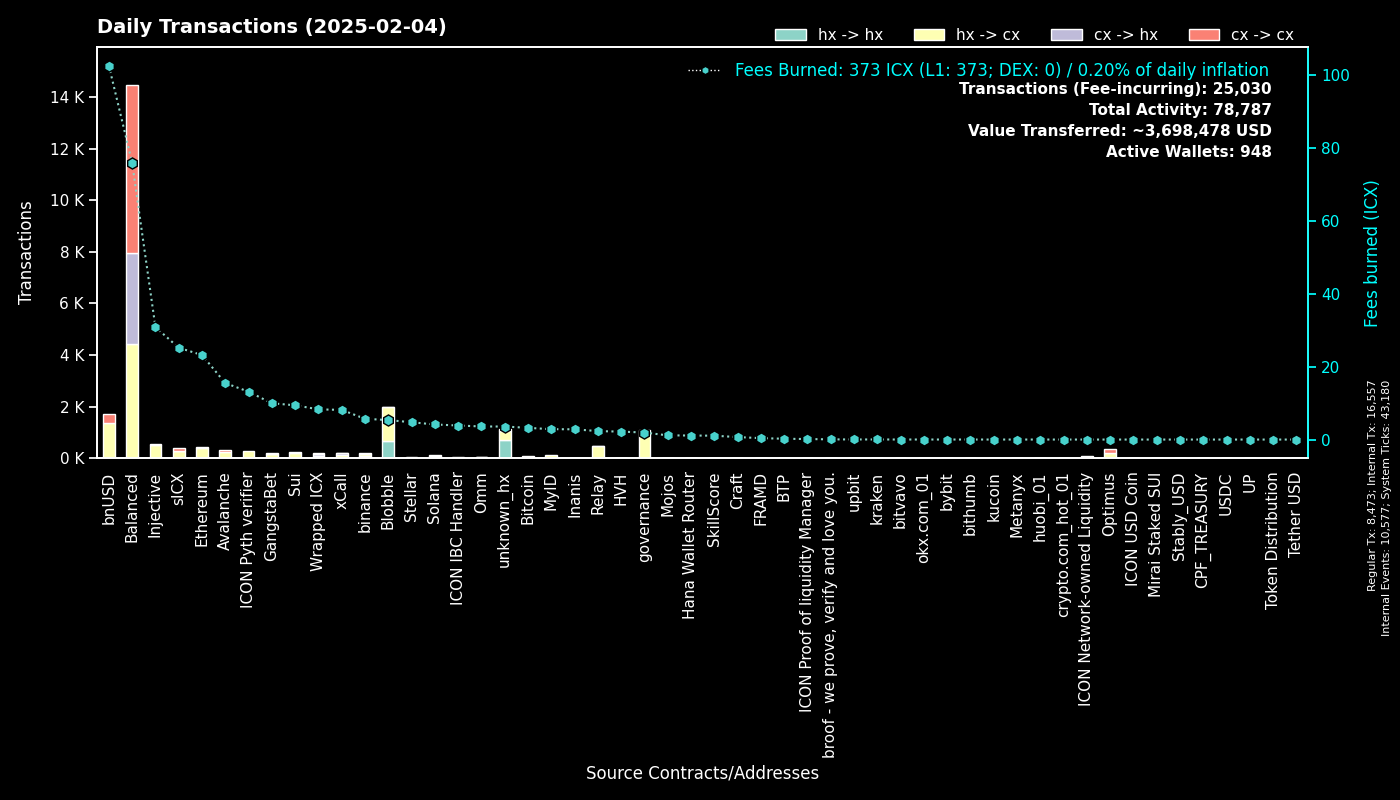 Daily Transactions (2025-02-04)
hx -> hx
hx -> cx
cx -> hx
cx -> cx
Fees Burned: 373 ICX (L1: 373; DEX: 0) / 0.20% of daily inflation
Transactions (Fee-incurring): 25,030
Total Activity: 78,787
Value Transferred: ~3,698,478 USD
Active Wallets: 948
Transactions
14 K
12 K
10 K
8 K
6 K
4 K
2 K
0 K
100
80
60
40
20
0
Fees burned (ICX)
Regular Tx: 8,473; Internal Tx: 16,557
Internal Events: 10,577; System Ticks: 43,180
bnUSD
Balanced
Injective
sICX
Ethereum
Avalanche
ICON Pyth verifier
GangstaBet
Sui
Wrapped ICX
xCall
binance
Blobble
Stellar
Solana
ICON IBC Handler
Omm
unknown_hx
Bitcoin
MyID
Inanis
Relay
HVH
governance
Mojos
Hana Wallet Router
SkillScore
Craft
FRAMD
BTP
ICON Proof of liquidity Manager
broof - we prove, verify and love you.
upbit
kraken
bitvavo
okx.com_01
bybit
bithumb
kucoin
Metanyx
huobi_01
crypto.com_hot_01
ICON Network-owned Liquidity
Optimus
ICON USD Coin
Mirai Staked SUI
Stably_USD
CPF_TREASURY
USDC
UP
Token Distribution
Tether USD
Source Contracts/Addresses